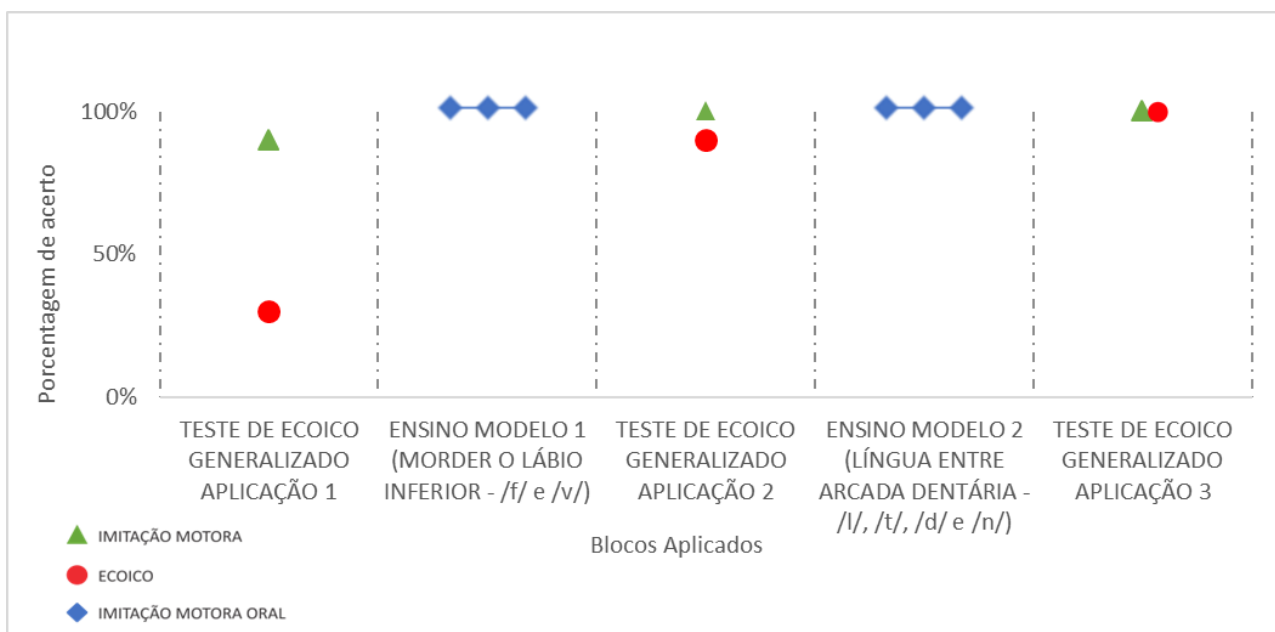 100%
50%
0%
Porcentagem de acerto
TESTE DE ECOICO
GENERALIZADO
APLICAÇÃO 1
ENSINO MODELO 1
(MORDER O LÁBIO
INFERIOR - /f/ e /v/)
TESTE DE ECOICO
GENERALIZADO
APLICAÇÃO 2
ENSINO MODELO 2
(LÍNGUA ENTRE
ARCADA DENTÁRIA -
/l/, /t/, /d/ e /n/)
TESTE DE ECOICO
GENERALIZADO
APLICAÇÃO 3
Blocos Aplicados
IMITAÇÃO MOTORA
ECOICO
IMITAÇÃO MOTORA ORAL